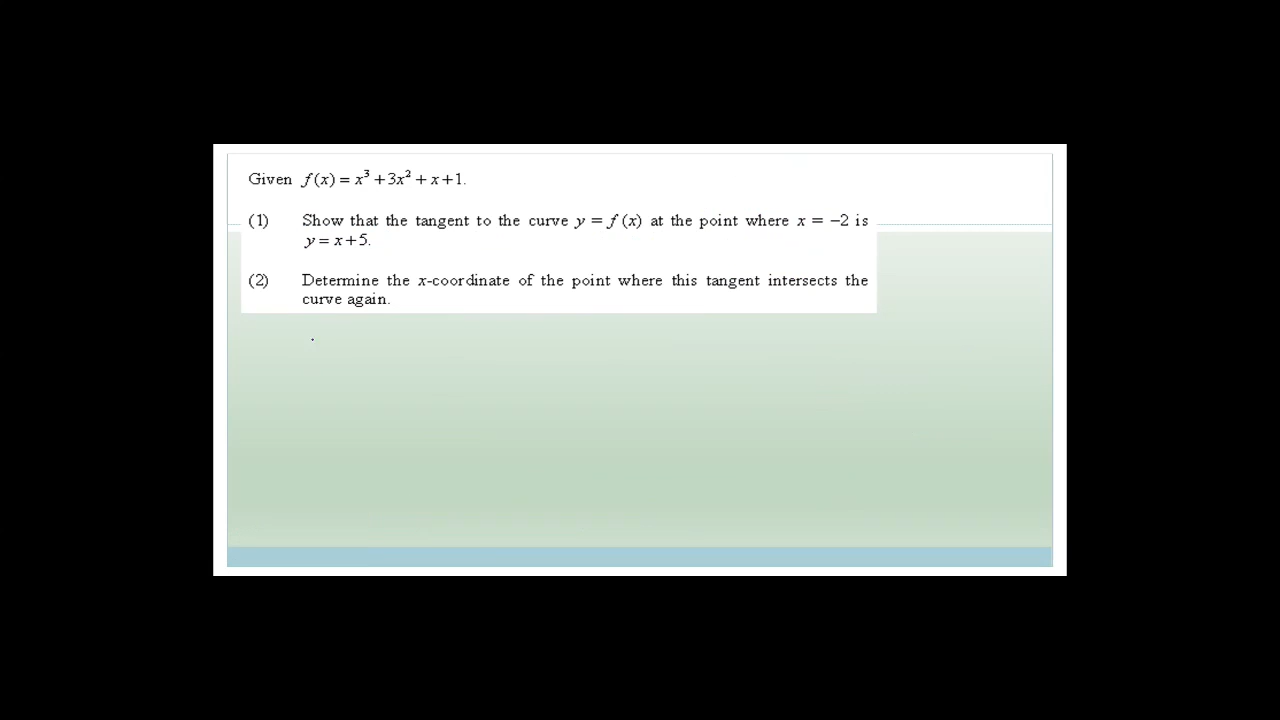 Given f(x) = x³ + 3x² + x + 1.
(1) Show that the tangent to the curve y = f(x) at the point where x = −2 is
y = x + 5.
(2) Determine the x-coordinate of the point where this tangent intersects the
curve again.